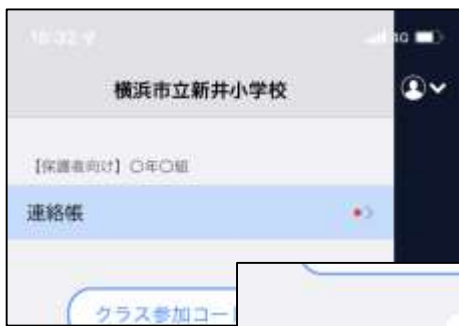 4G
横浜市立新井小学校
【保護者向け】〇年〇組
連絡帳
クラス参加コー